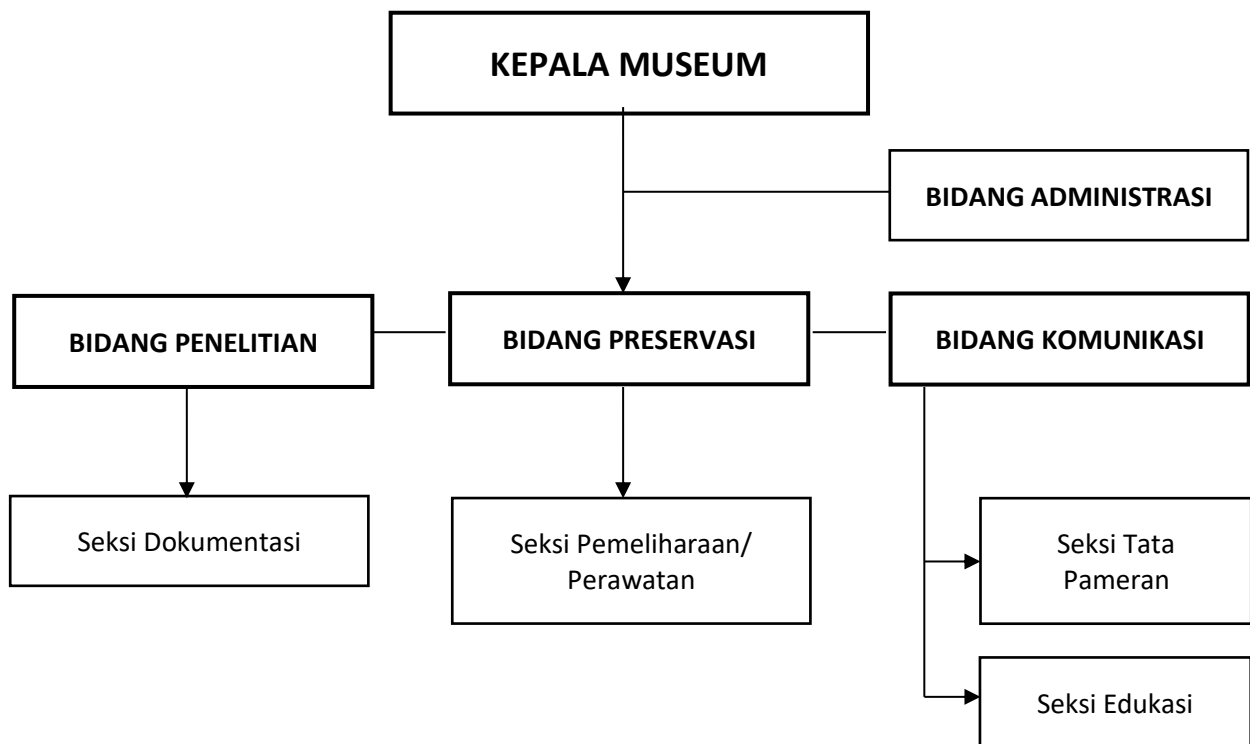 KEPALA MUSEUM
BIDANG ADMINISTRASI
BIDANG PENELITIAN
BIDANG PRESERVASI
BIDANG KOMUNIKASI
Seksi Dokumentasi
Seksi Pemeliharaan/
Perawatan
Seksi Tata
Pameran
Seksi Edukasi